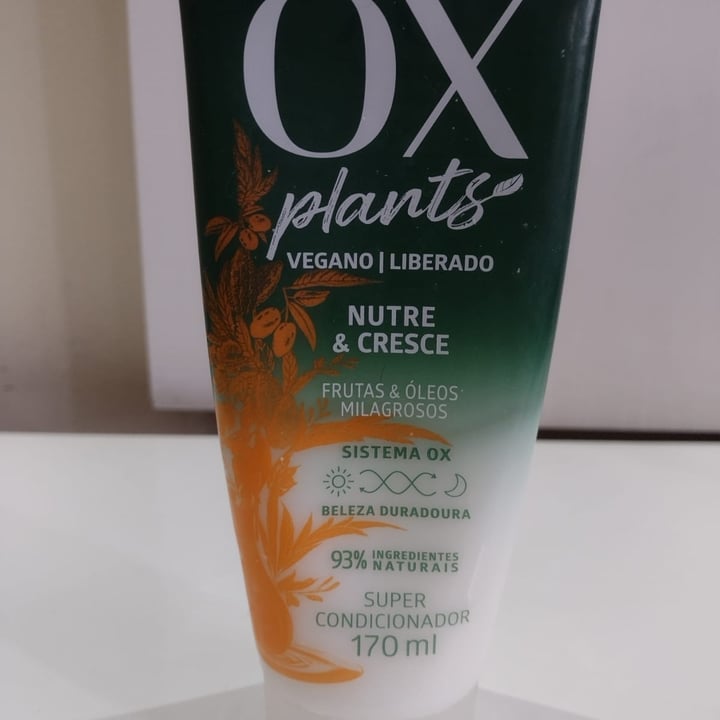 OX
plants
VEGANO | LIBERADO
NUTRE
& CRESCE
FRUTAS & ÓLEOS
MILAGROSOS
SISTEMA OX
BELEZA DURADOURA
93% INGREDIENTES
NATURAIS
SUPER
CONDICIONADOR
170 ml